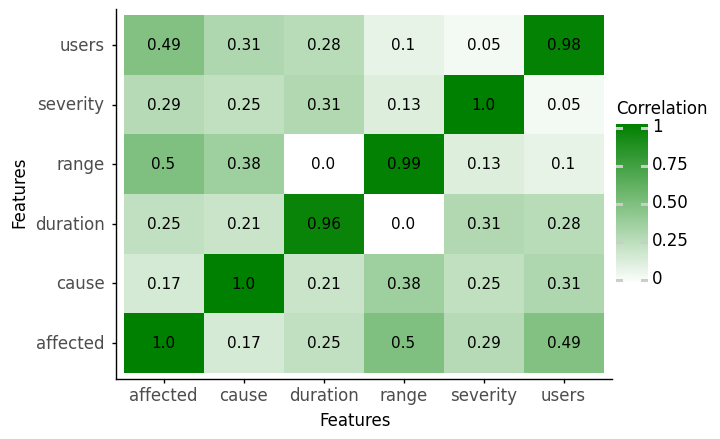 users 0.49 0.31 0.28 0.1 0.05 0.98
severity 0.29 0.25 0.31 0.13 1.0 0.05
range 0.5 0.38 0.0 0.99 0.13 0.1
duration 0.25 0.21 0.96 0.0 0.31 0.28
cause 0.17 1.0 0.21 0.38 0.25 0.31
affected 1.0 0.17 0.25 0.5 0.29 0.49
affected cause duration range severity users
Features
Features
Correlation
1
0.75
0.50
0.25
0